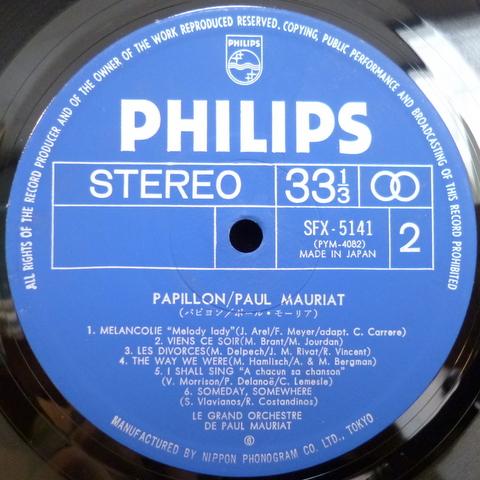 ALL RIGHTS OF THE RECORD PRODUCER AND OF THE OWNER OF THE WORK REPRODUCED RESERVED. COPYING, PUBLIC PERFORMANCE AND BROADCASTING OF THIS RECORD PROHIBITED
PHILIPS
PHILIPS
STEREO
33 1/3
SFX-5141
(PYM-4082)
MADE IN JAPAN
2
PAPILLON/PAUL MAURIAT
(パピヨン/ポール・モーリア)
1. MELANCOLIE "Melody lady"(J. Arel/F. Meyer/adapt. C. Carrere)
2. VIENS CE SOIR(M. Brant/M. Jourdan)
3. LES DIVORCES(M. Delpech/J. M. Rivat/R. Vincent)
4. THE WAY WE WERE(M. Hamlisch/A. & M. Bergman)
5. I SHALL SING "A chacun sa chanson"
(V. Morrison/P. Delanoë/C. Lemesle)
6. SOMEDAY, SOMEWHERE
(S. Vlavianos/R. Costandinos)
LE GRAND ORCHESTRE
DE PAUL MAURIAT
MANUFACTURED BY NIPPON PHONOGRAM CO. LTD., TOKYO